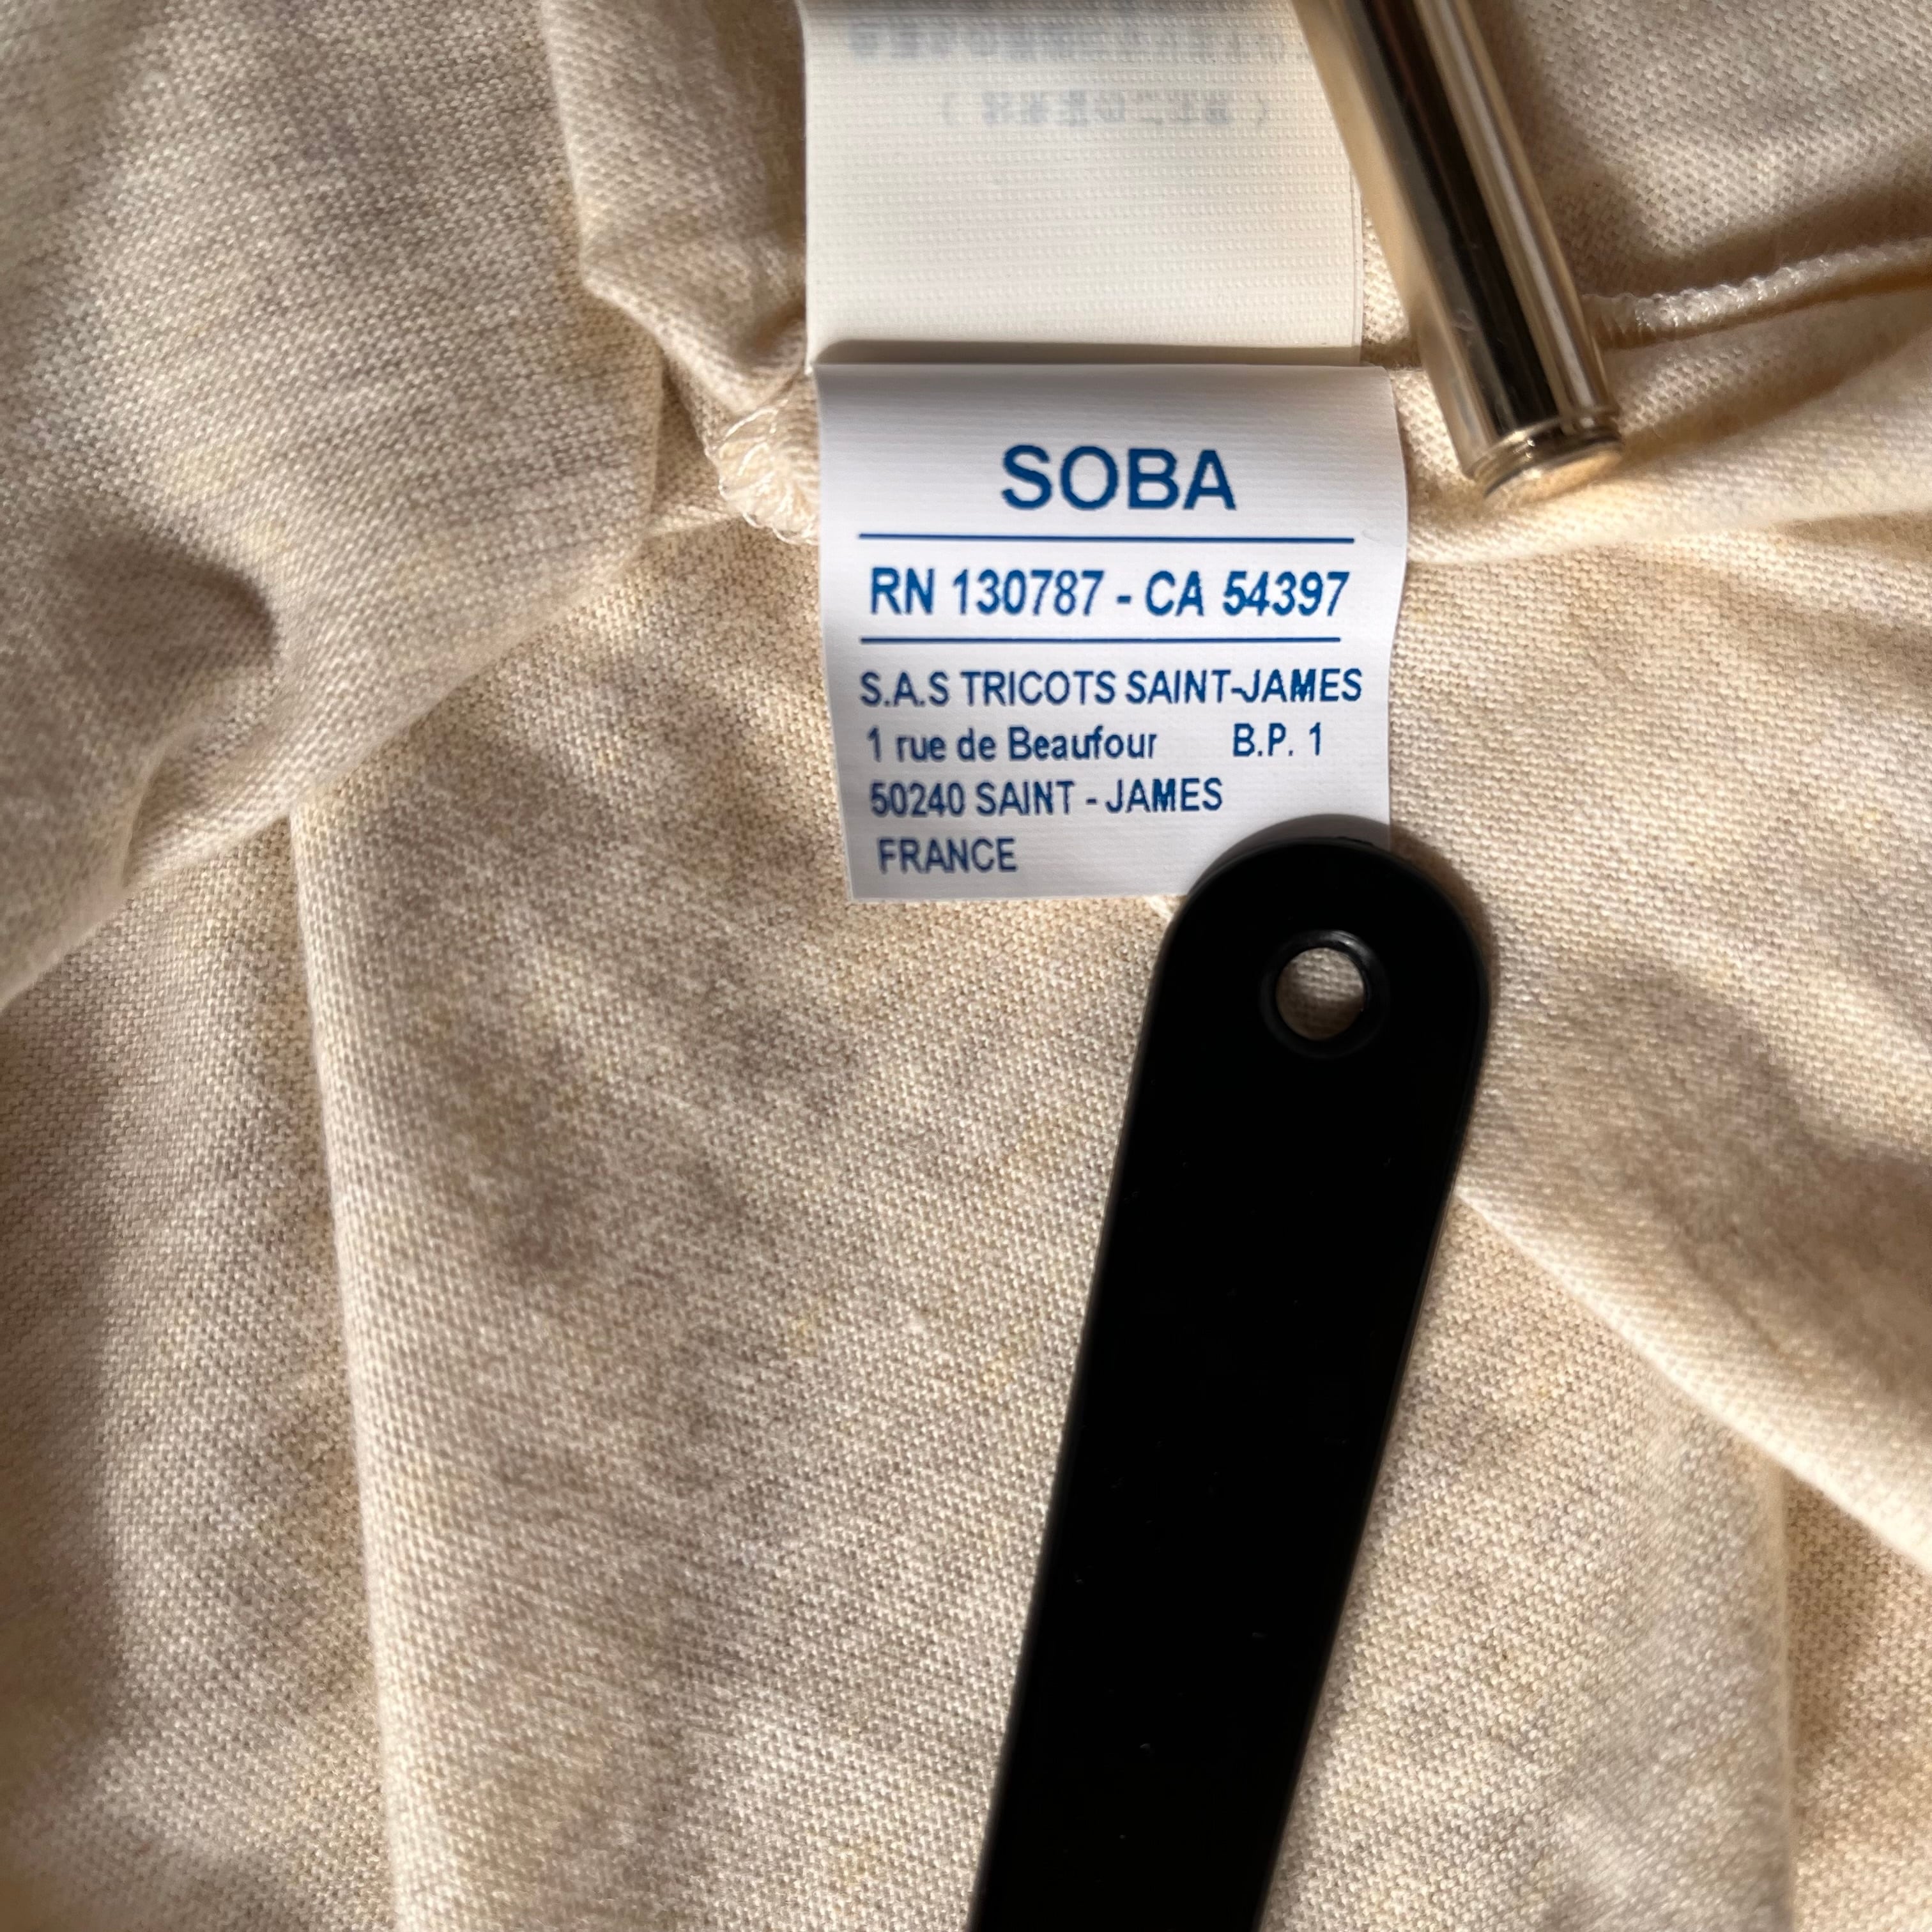 SOBA
RN 130787 - CA 54397
S.A.S TRICOTS SAINT-JAMES
1 rue de Beaufour B.P. 1
50240 SAINT - JAMES
FRANCE